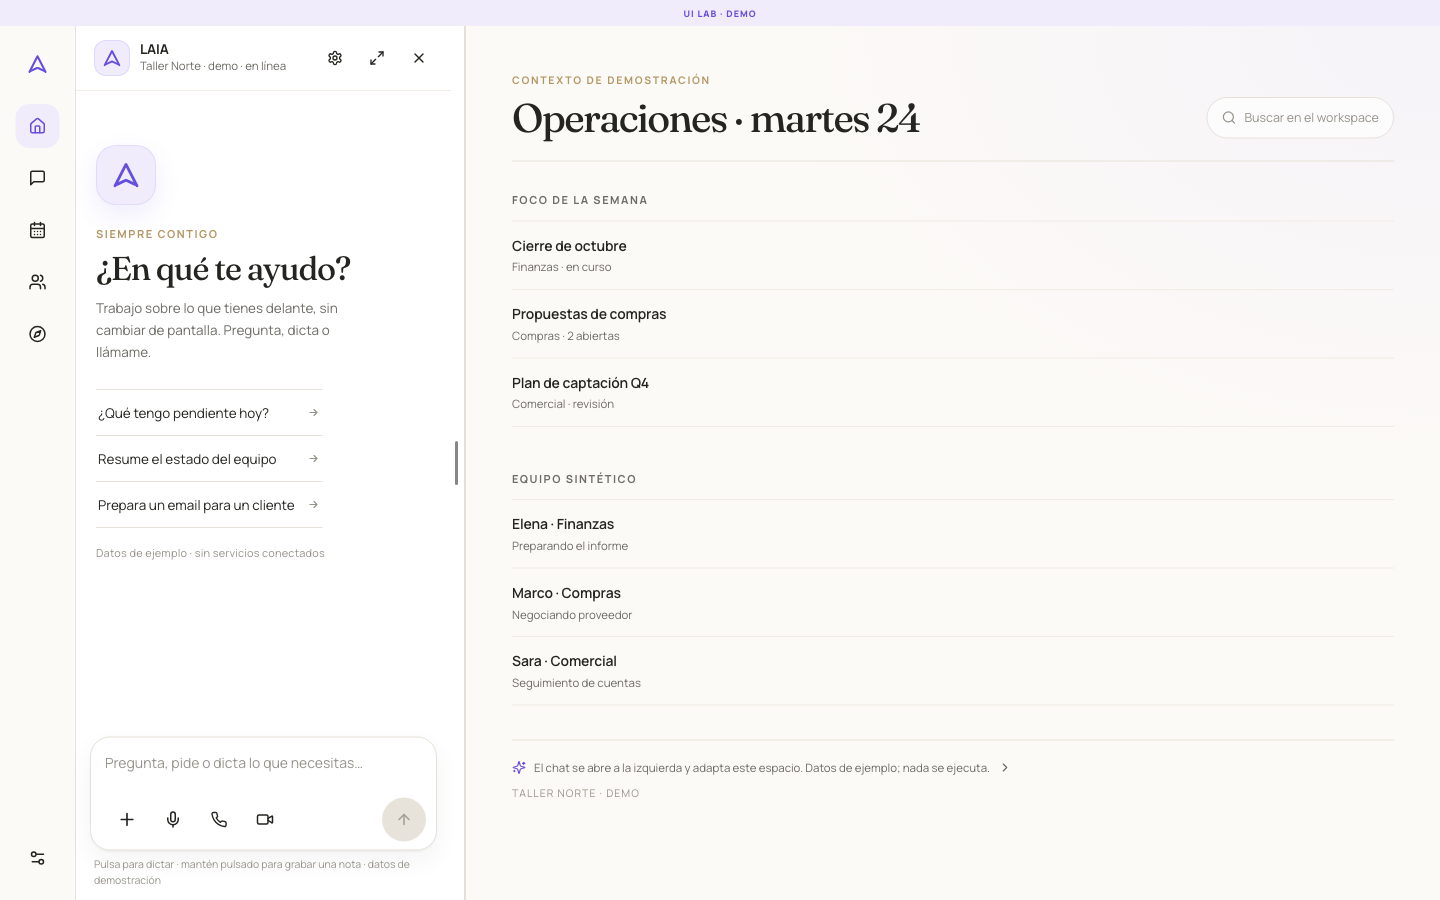 UI LAB · DEMO
LAIA
Taller Norte · demo · en línea
SIEMPRE CONTIGO
¿En qué te ayudo?
Trabajo sobre lo que tienes delante, sin
cambiar de pantalla. Pregunta, dicta o
llámame.
¿Qué tengo pendiente hoy?
Resume el estado del equipo
Prepara un email para un cliente
Datos de ejemplo · sin servicios conectados
Pregunta, pide o dicta lo que necesitas...
Pulsa para dictar · mantén pulsado para grabar una nota · datos de
demostración
CONTEXTO DE DEMOSTRACIÓN
Operaciones · martes 24
Buscar en el workspace
FOCO DE LA SEMANA
Cierre de octubre
Finanzas · en curso
Propuestas de compras
Compras · 2 abiertas
Plan de captación Q4
Comercial · revisión
EQUIPO SINTÉTICO
Elena · Finanzas
Preparando el informe
Marco · Compras
Negociando proveedor
Sara · Comercial
Seguimiento de cuentas
El chat se abre a la izquierda y adapta este espacio. Datos de ejemplo; nada se ejecuta.
TALLER NORTE · DEMO